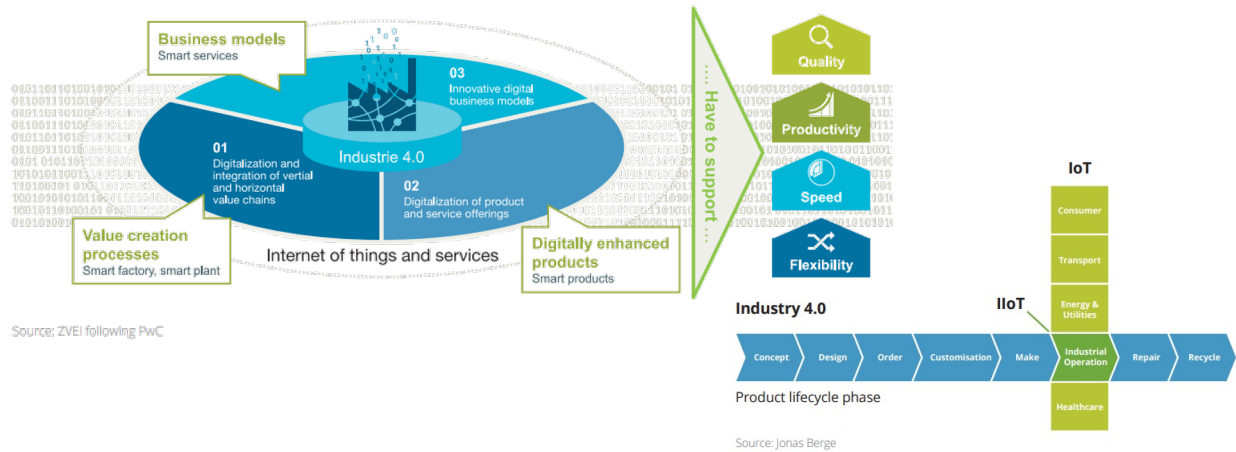 Business models
Smart services
03
Innovative digital
business models
Industrie 4.0
01
Digitalization and
integration of vertial
and horizontal
value chains
02
Digitalization of product
and service offerings
Value creation
processes
Smart factory, smart plant
Internet of things and services
Digitally enhanced
products
Smart products
Source: ZVEI following PwC
.... Have to support ....
Quality
Productivity
Speed
Flexibility
IoT
Consumer
Transport
Energy &
Utilities
Industry 4.0
IIoT
Concept
Design
Order
Customisation
Make
Industrial
Operation
Repair
Recycle
Healthcare
Product lifecycle phase
Source: Jonas Berge